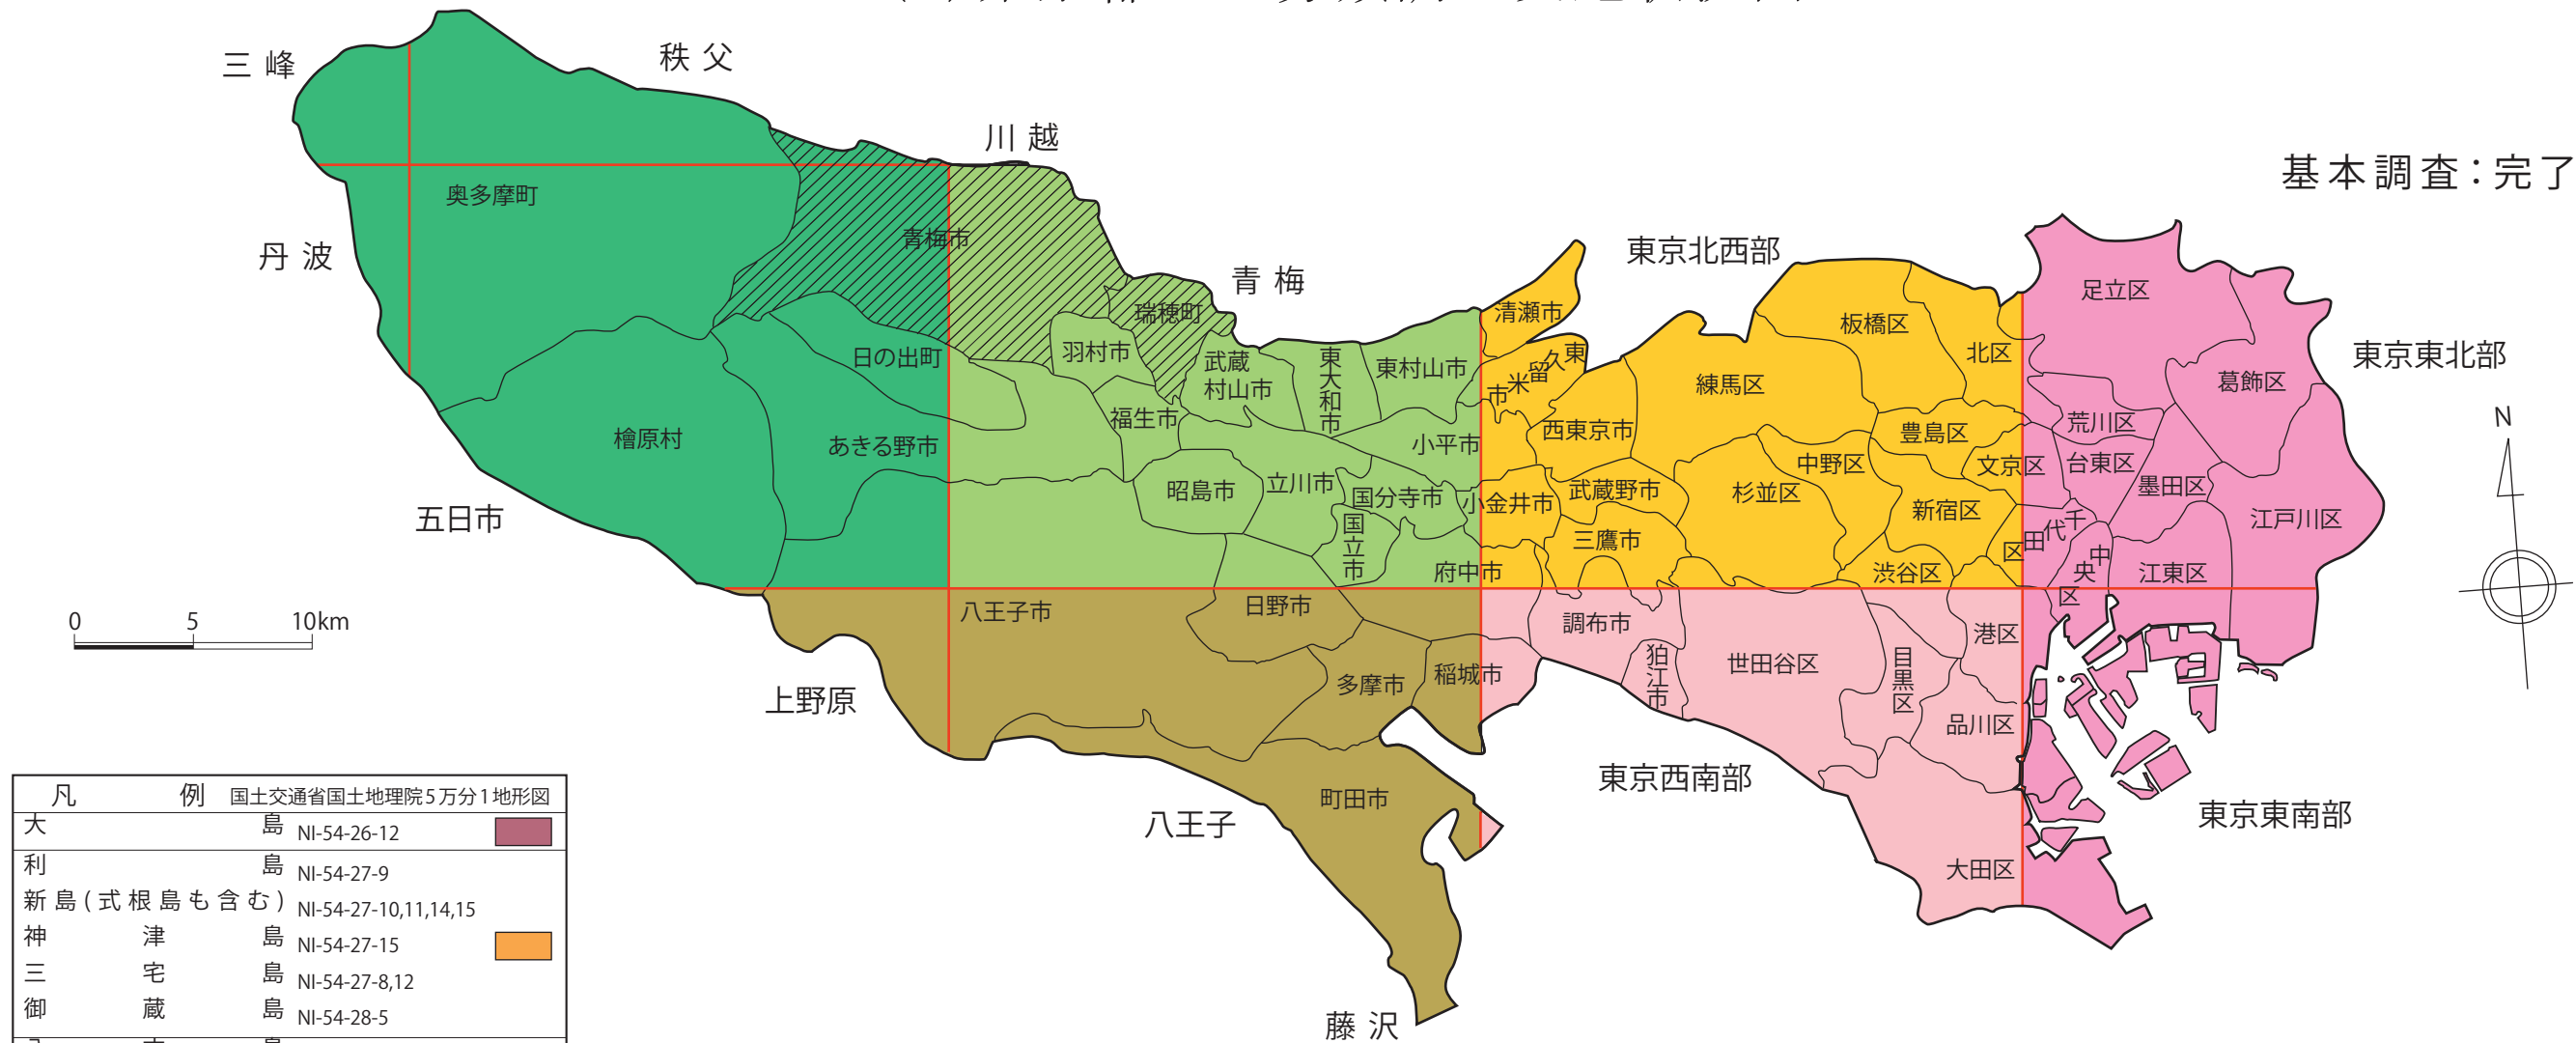 三峰
秩父
川越
基本調査：完了
奥多摩町
丹波
青梅市
青梅
東京北西部
瑞穂町
清瀬市
足立区
板橋区
北区
日の出町
羽村市
武蔵
村山市
東大和市
東村山市
東久留米市
練馬区
葛飾区
東京東北部
N
檜原村
あきる野市
福生市
小平市
西東京市
豊島区
荒川区
中野区
文京区
台東区
昭島市
立川市
国分寺市
小金井市
武蔵野市
杉並区
新宿区
墨田区
江戸川区
五日市
国立市
三鷹市
千代田区
府中市
渋谷区
中央区
江東区
0 5 10km
八王子市
日野市
調布市
港区
狛江市
世田谷区
目黒区
多摩市
稲城市
上野原
品川区
東京西南部
町田市
八王子
東京東南部
大田区
藤沢
凡例 国土交通省国土地理院5万分1地形図
大島 NI-54-26-12
利島 NI-54-27-9
新島(式根島も含む) NI-54-27-10,11,14,15
神津島 NI-54-27-15
三宅島 NI-54-27-8,12
御蔵島 NI-54-28-5